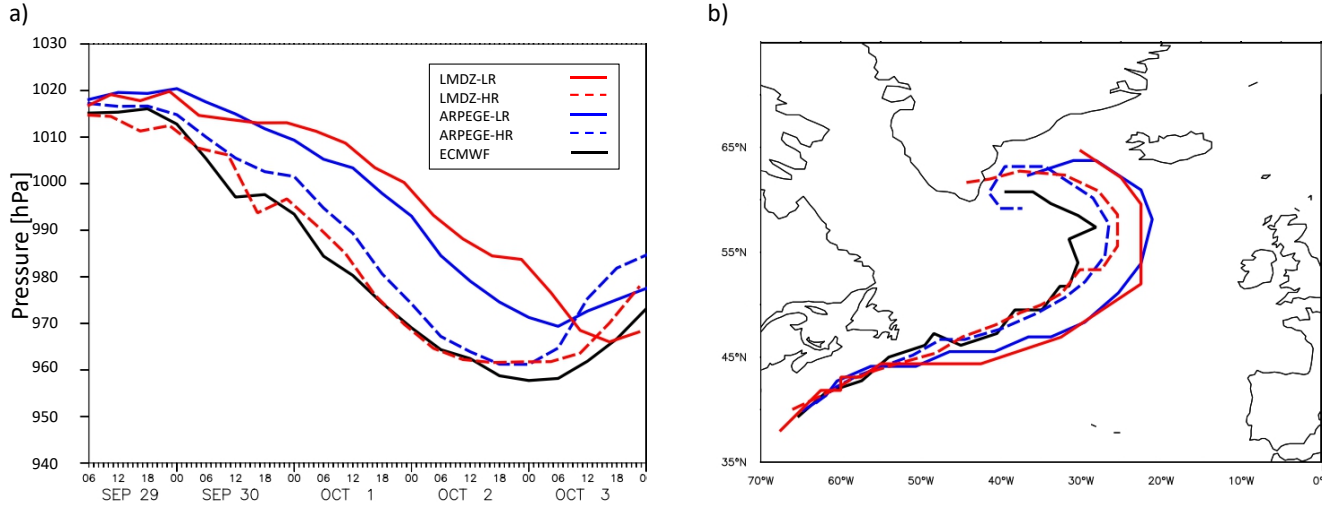 a)
b)
Pressure [hPa]
1030
1020
1010
1000
990
980
970
960
950
940
LMDZ-LR
LMDZ-HR
ARPEGE-LR
ARPEGE-HR
ECMWF
06 12 18 00 06 12 18 00 06 12 18 00 06 12 18 00 06 12 18 0
SEP 29 SEP 30 OCT 1 OCT 2 OCT 3
65°N
55°N
45°N
35°N
70°W 60°W 50°W 40°W 30°W 20°W 10°W 0°